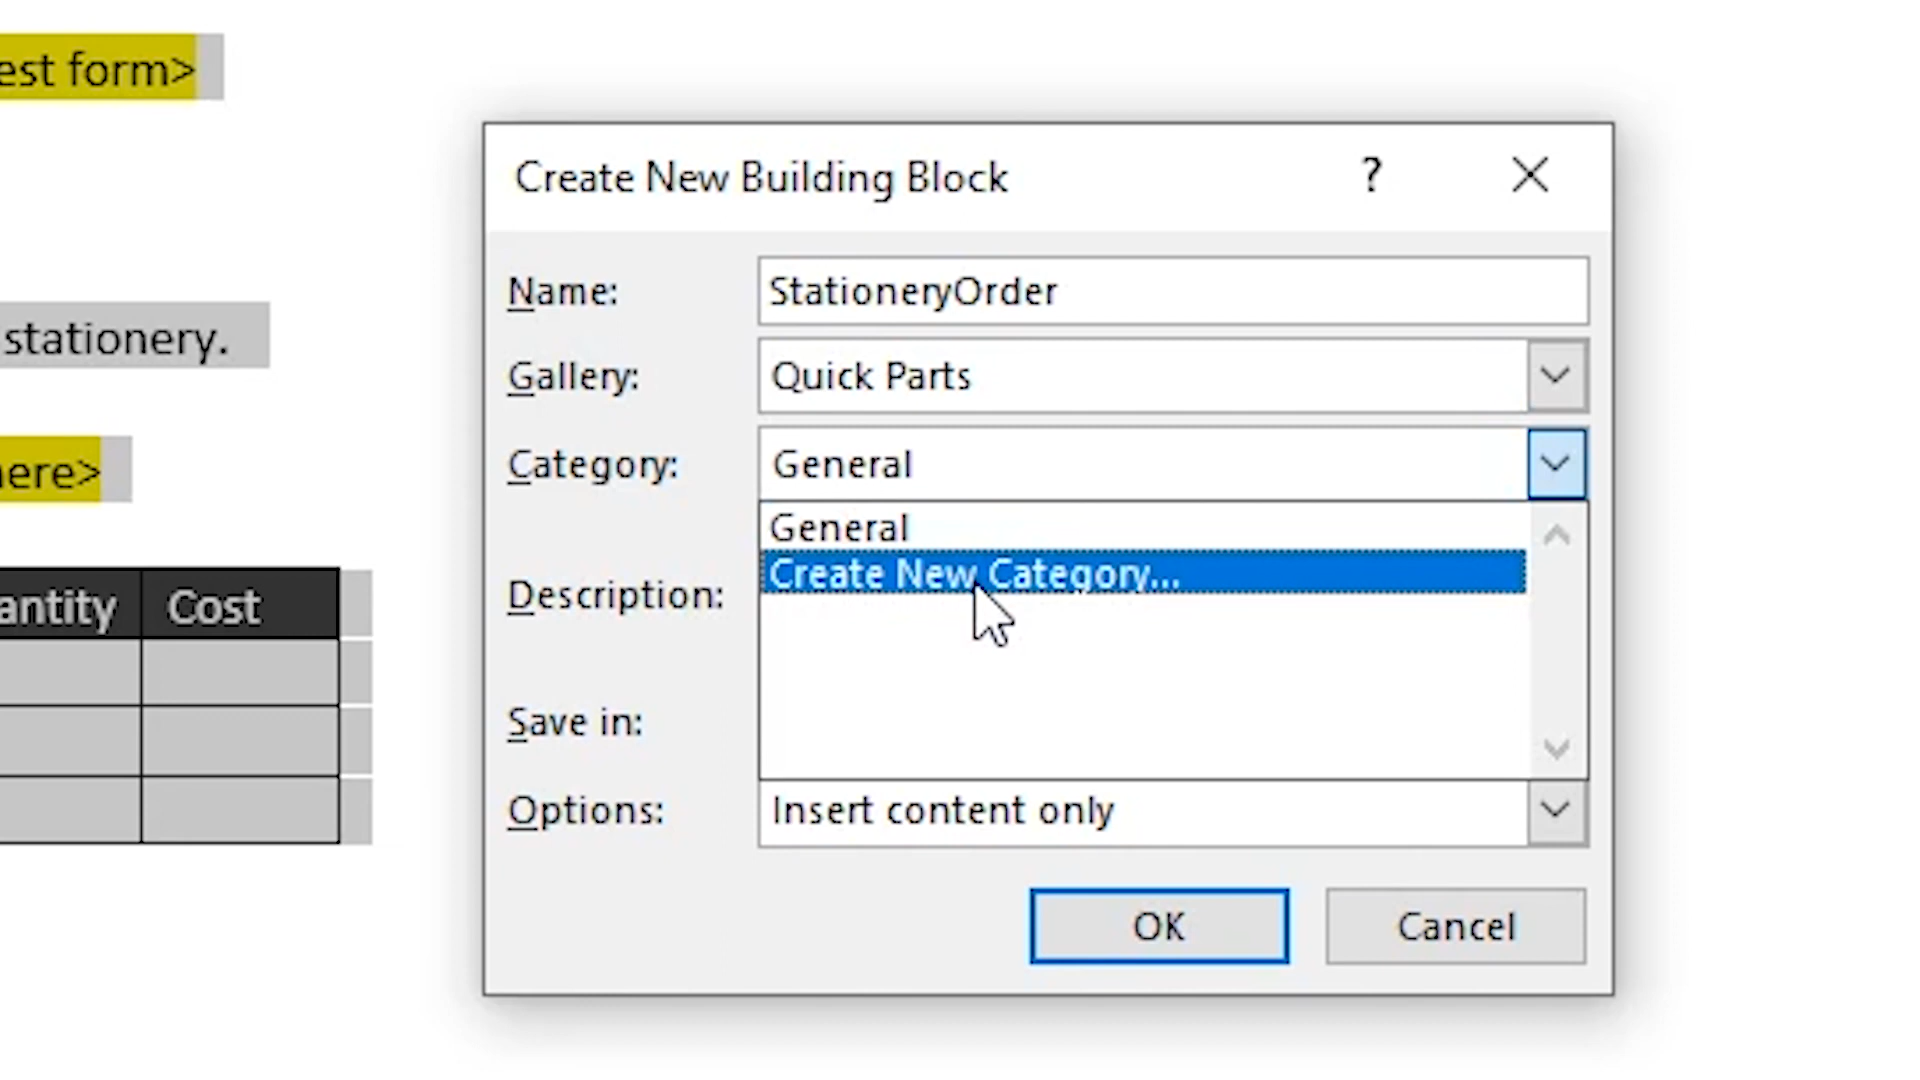 est form>
stationery.
ere>
antity Cost
Create New Building Block ?
Name: StationeryOrder
Gallery: Quick Parts
Category: General
General
Create New Category...
Description:
Save in:
Options: Insert content only
OK Cancel